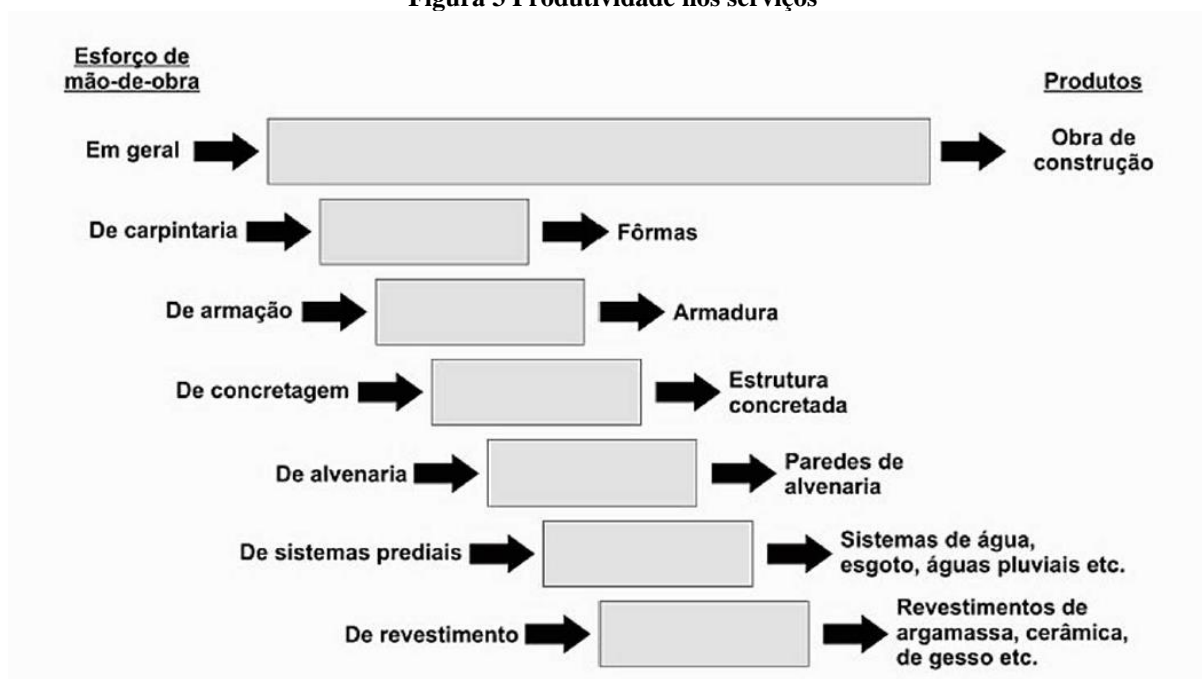 Figura 3 Produtividade nos serviços
Esforço de
mão-de-obra
Produtos
Em geral
Obra de
construção
De carpintaria
Fôrmas
De armação
Armadura
De concretagem
Estrutura
concretada
De alvenaria
Paredes de
alvenaria
De sistemas prediais
Sistemas de água,
esgoto, águas pluviais etc.
De revestimento
Revestimentos de
argamassa, cerâmica,
de gesso etc.